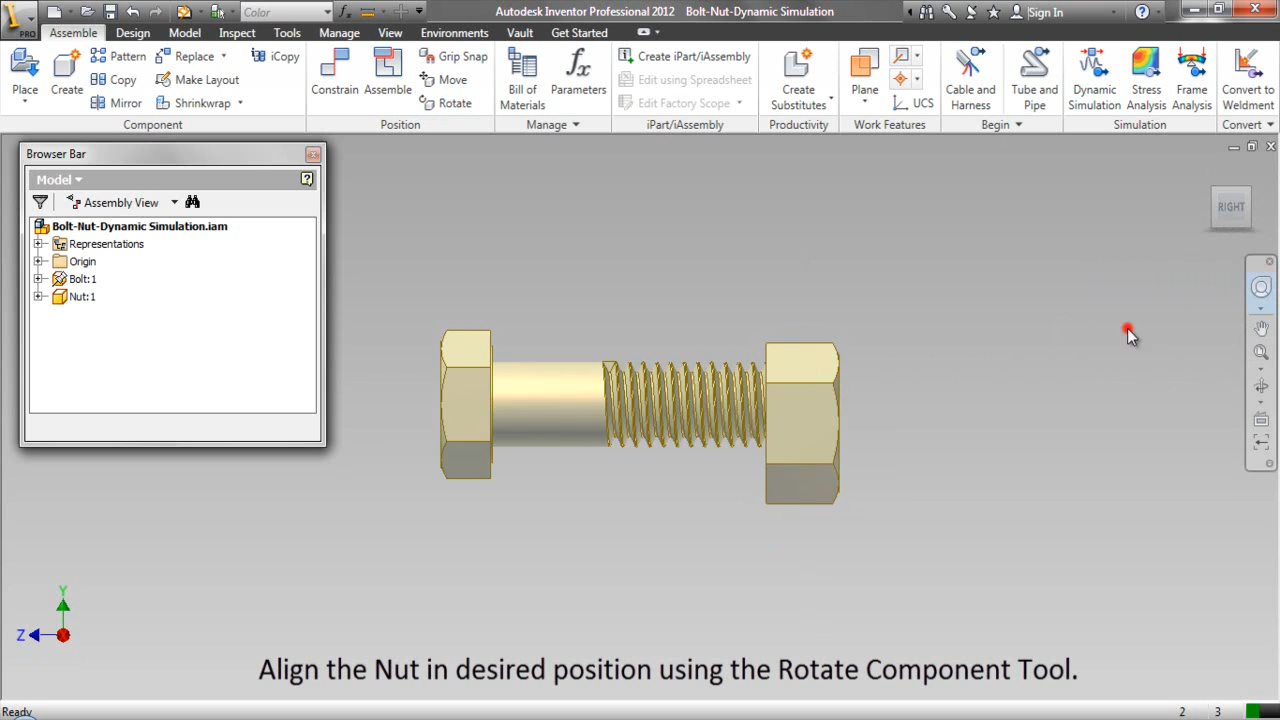 Color
Autodesk Inventor Professional 2012 Bolt-Nut-Dynamic Simulation
Sign In
PRO
Assemble Design Model Inspect Tools Manage View Environments Vault Get Started
Place
Create
Pattern
Copy
Mirror
Replace
Make Layout
Shrinkwrap
iCopy
Component
Constrain
Assemble
Grip Snap
Move
Rotate
Position
Bill of
Materials
Parameters
Manage
Create iPart/iAssembly
Edit using Spreadsheet
Edit Factory Scope
iPart/iAssembly
Create
Substitutes
Productivity
Plane
UCS
Work Features
Cable and
Harness
Tube and
Pipe
Begin
Dynamic
Simulation
Stress
Analysis
Frame
Analysis
Simulation
Convert to
Weldment
Convert
Browser Bar
Model
Assembly View
Bolt-Nut-Dynamic Simulation.iam
Representations
Origin
Bolt:1
Nut:1
RIGHT
Y
Z
Align the Nut in desired position using the Rotate Component Tool.
Ready
2 3